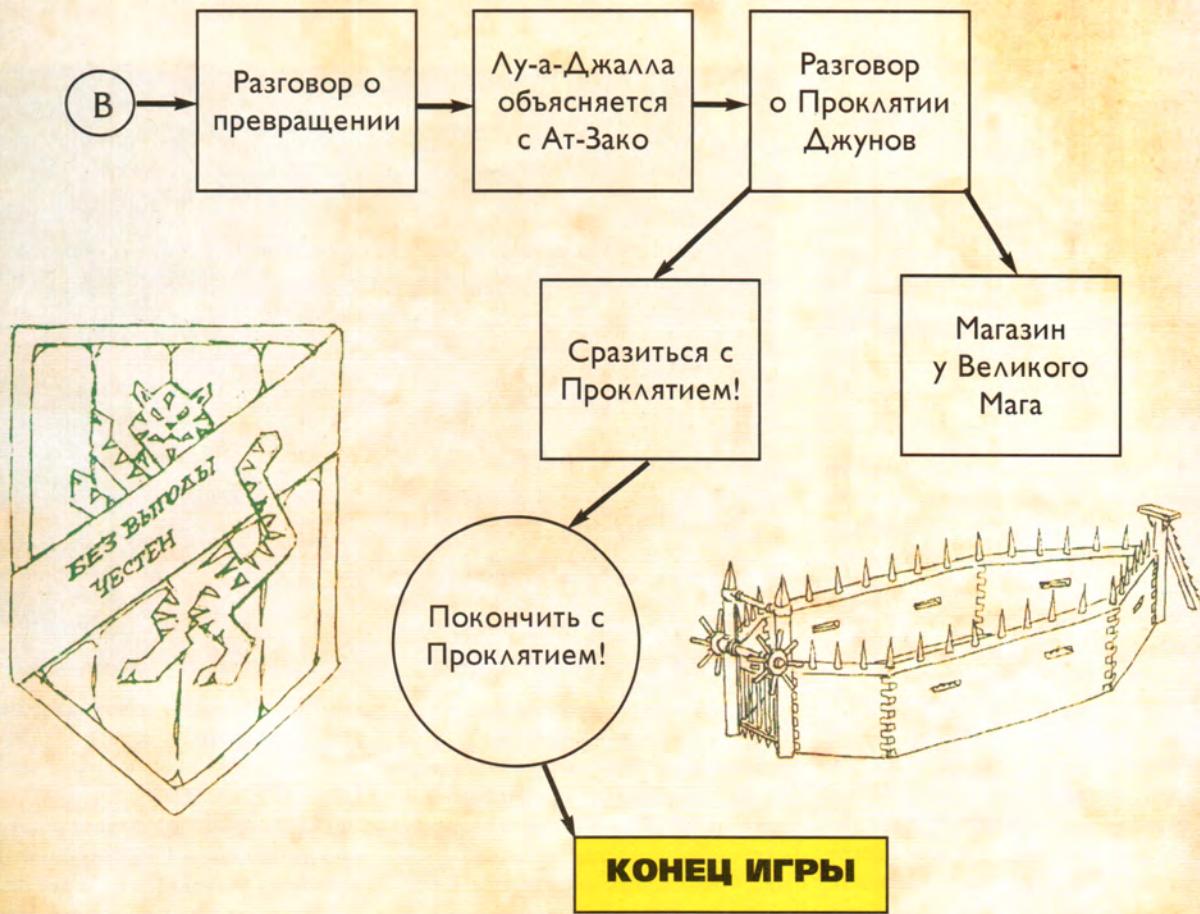 В
Разговор о
превращении
Лу-а-Джалла
объясняется
с Ат-Зако
Разговор
о Проклятии
Джунов
Сразиться с
Проклятием!
Магазин
у Великого
Мага
БЕЗ ВЫГОДЫ
ЧЕСТЕН
Покончить с
Проклятием!
КОНЕЦ ИГРЫ